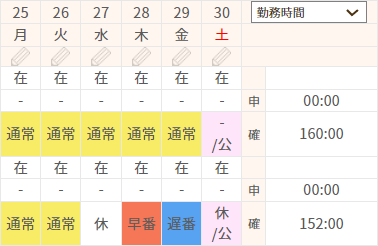 25 26 27 28 29 30 勤務時間
月 火 水 木 金 土
在 在 在 在 在 在
- - - - - - 申 00:00
通常 通常 通常 通常 通常 -/公 確 160:00
在 在 在 在 在 在
- - - - - - 申 00:00
通常 通常 休 早番 遅番 休/公 確 152:00